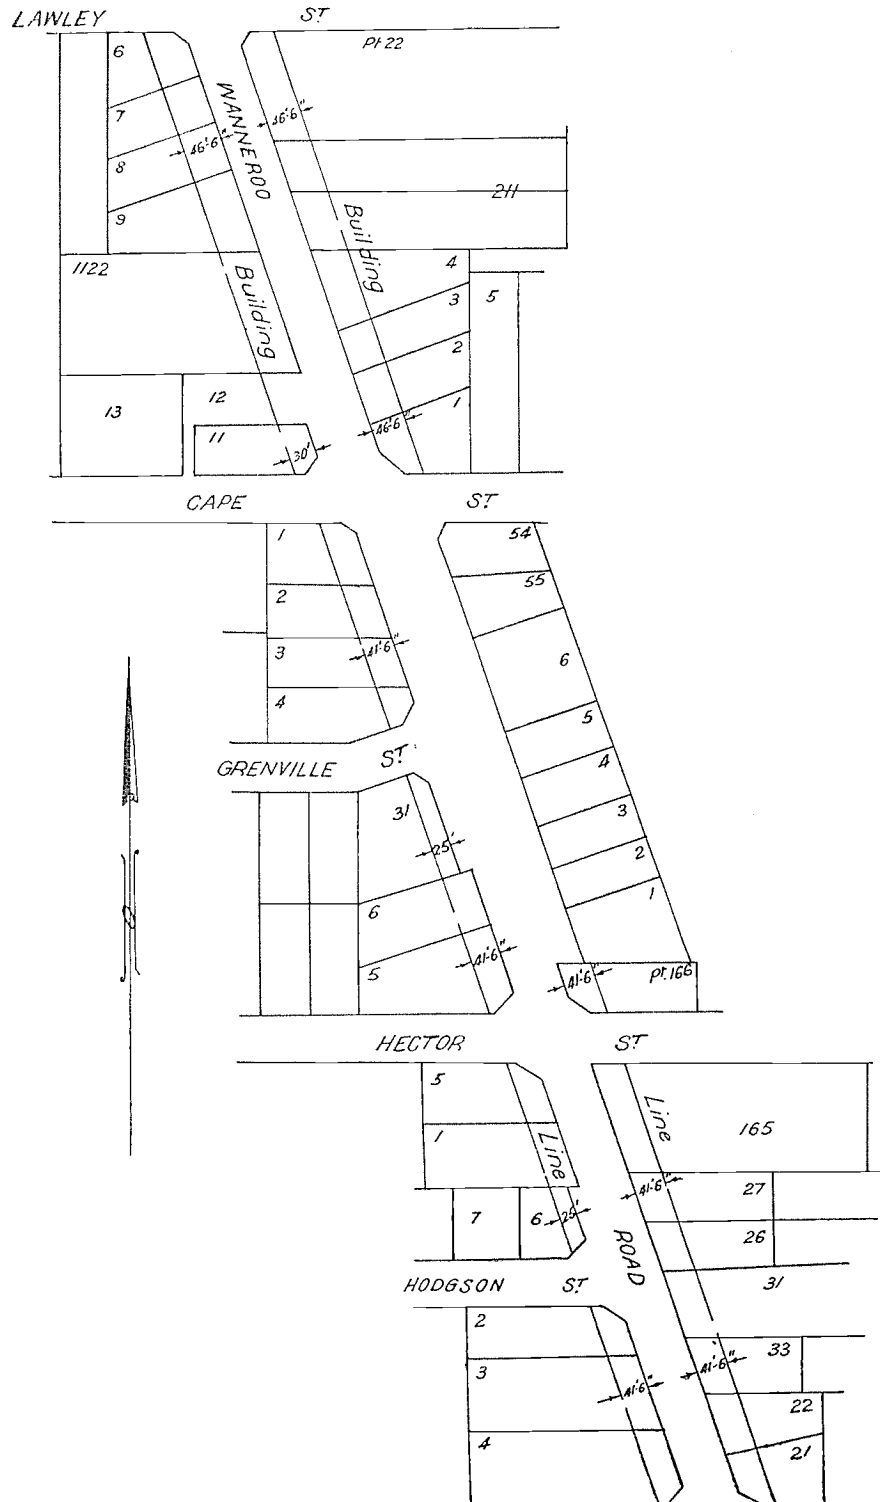 LAWLEY ST.
6 Pt 22
7
46'6" 46'6"
WANNEROO
8
9
211
Building
Building
1122
4
3 5
2
1
12
13
11
30' 46'6"
CAPE ST.
1 54
2 55
3 41'6"
6
4
5
GRENVILLE ST.
4
31
3
25'
2
1
6
5 41'6"
41'6" Pt. 166
HECTOR ST.
5
Line
1 Line 165
41'6" 27
7 6 25'
26
ROAD
31
HODGSON ST.
2
33
3 41'6" 41'6"
22
4 21
N